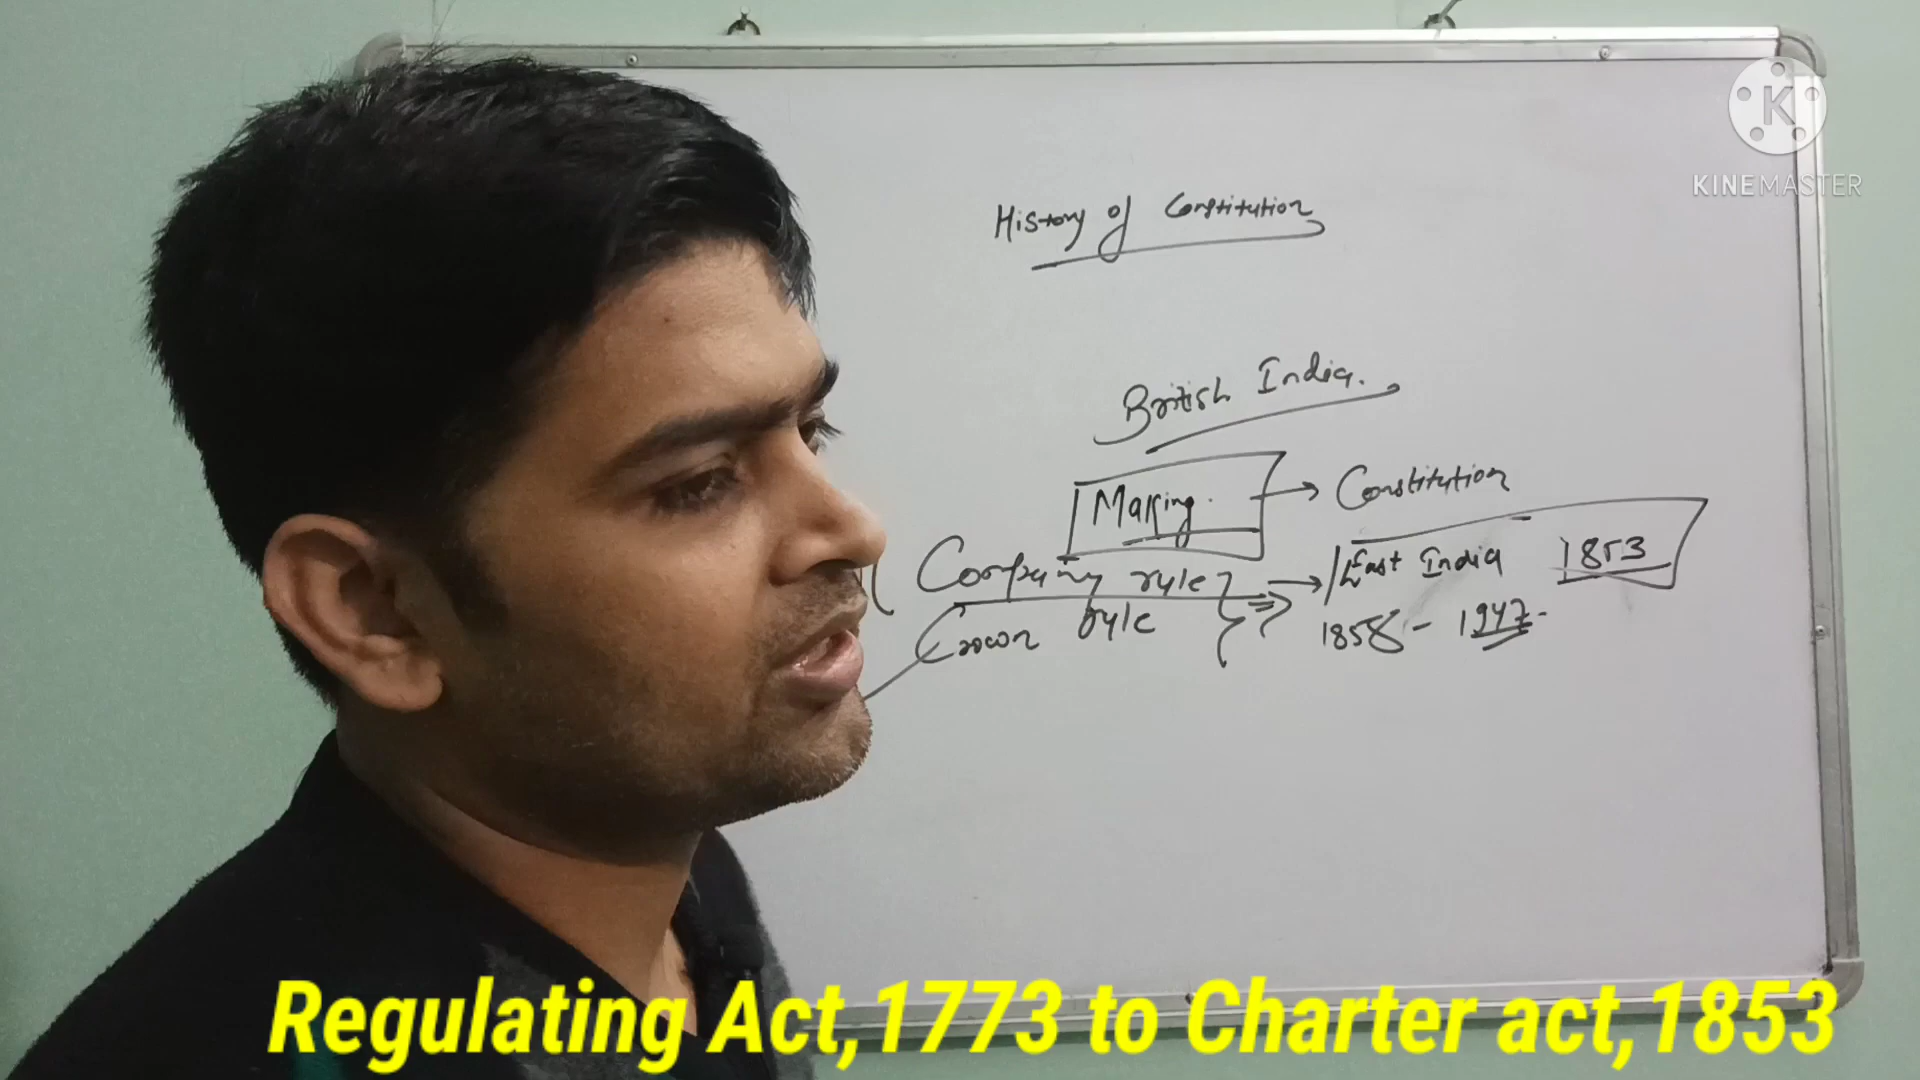 KINEMASTER
History of Constitution
British India.
Making. → Constitution
Company rule → East India 1853
Crown rule ⇒ 1858 - 1947 -
Regulating Act,1773 to Charter act,1853